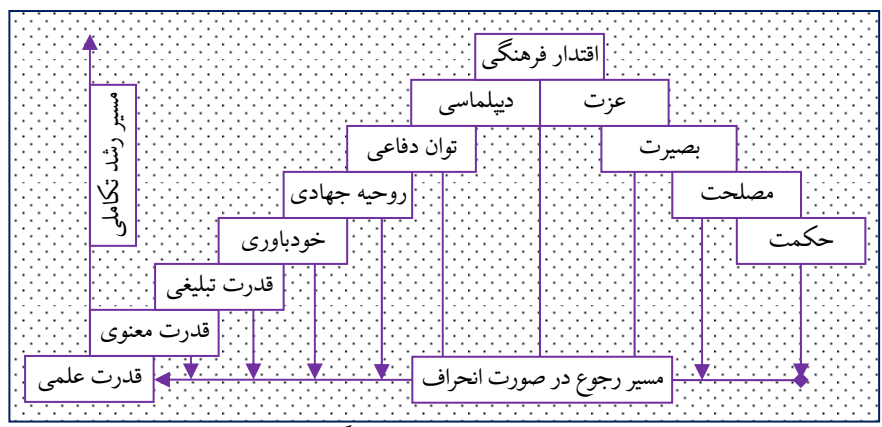 اقتدار فرهنگی
عزت
دیپلماسی
بصیرت
توان دفاعی
مصلحت
روحیه جهادی
حکمت
خودباوری
قدرت تبلیغی
قدرت معنوی
مسیر رجوع در صورت انحراف
قدرت علمی
مسیر رشد تکاملی